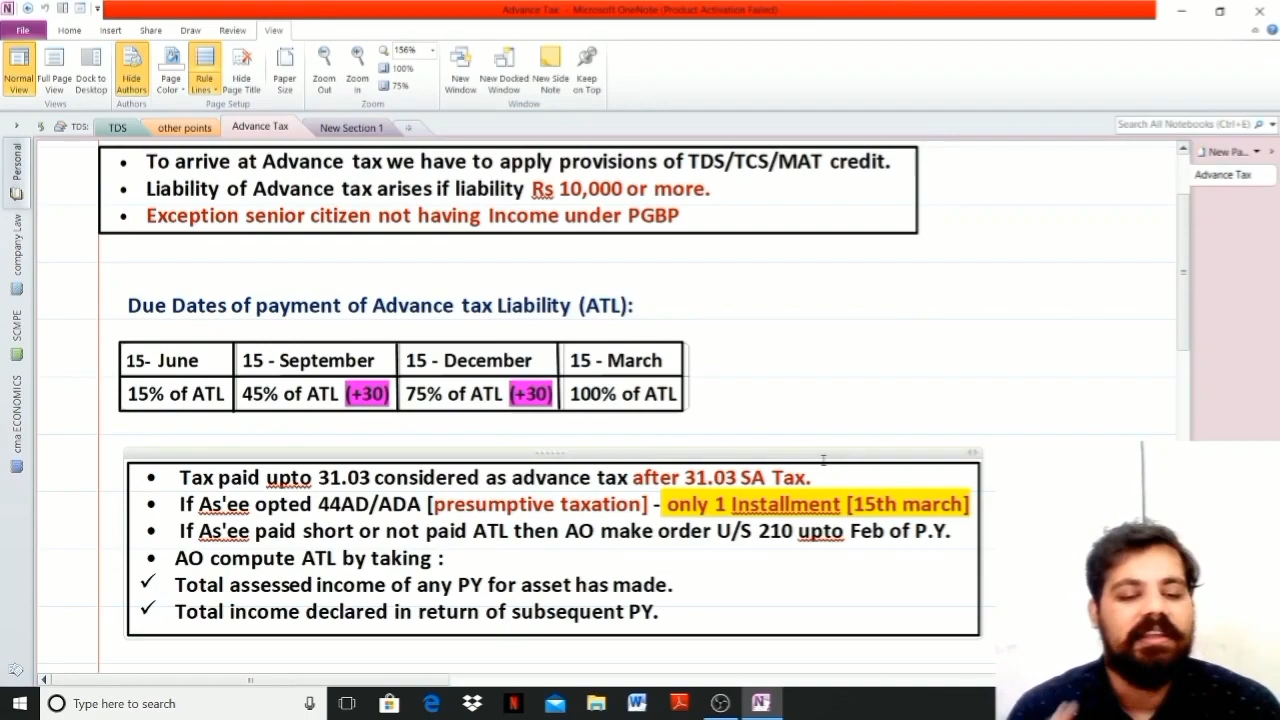 Advance Tax - Microsoft OneNote (Product Activation Failed)
File Home Insert Share Draw Review View
Normal View
Full Page View
Dock to Desktop
Hide Authors
Page Color
Rule Lines
Hide Page Title
Paper Size
Zoom Out
Zoom In
156%
100%
75%
New Window
New Docked Window
New Side Note
Keep on Top
Views Authors Page Setup Zoom Window
TDS: TDS other points Advance Tax New Section 1
Search All Notebooks (Ctrl+E)
New Pa...
Advance Tax
Personal
company Law
SCMPE
cma ECONOMICS
• To arrive at Advance tax we have to apply provisions of TDS/TCS/MAT credit.
• Liability of Advance tax arises if liability Rs 10,000 or more.
• Exception senior citizen not having Income under PGBP
Due Dates of payment of Advance tax Liability (ATL):
15- June 15 - September 15 - December 15 - March
15% of ATL 45% of ATL (+30) 75% of ATL (+30) 100% of ATL
• Tax paid upto 31.03 considered as advance tax after 31.03 SA Tax.
• If As'ee opted 44AD/ADA [presumptive taxation] - only 1 Installment [15th march]
• If As'ee paid short or not paid ATL then AO make order U/S 210 upto Feb of P.Y.
• AO compute ATL by taking :
✓ Total assessed income of any PY for asset has made.
✓ Total income declared in return of subsequent PY.
Type here to search